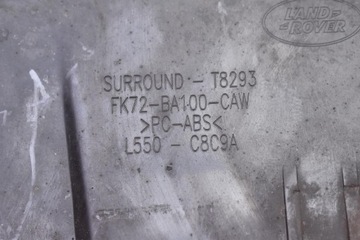 LAND
ROVER
SURROUND - T8293
FK72-BA100-CAW
>PC-ABS<
L550 - C8C9A